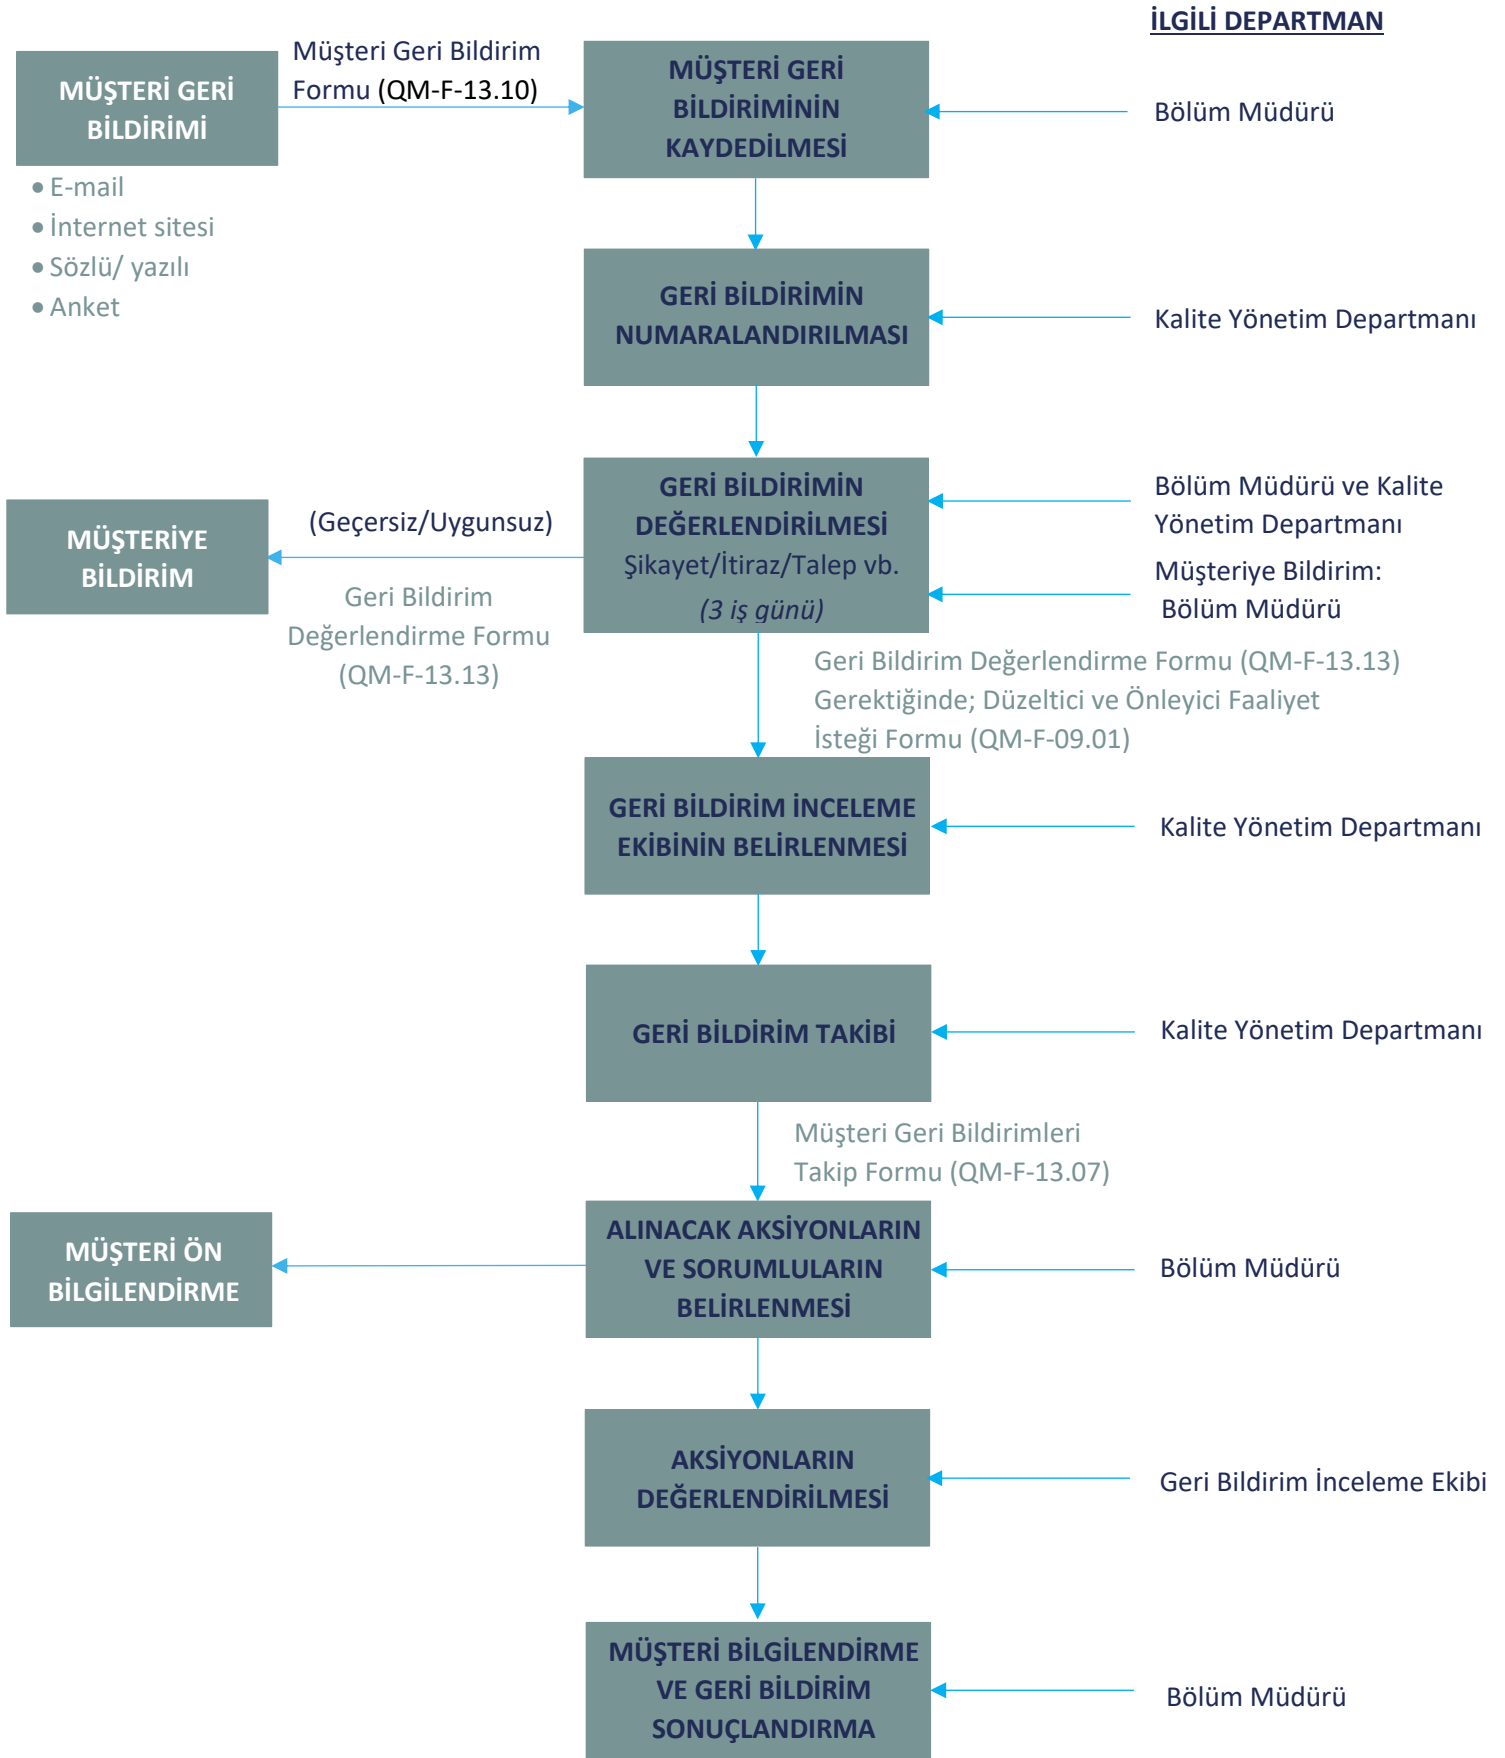 İLGİLİ DEPARTMAN
Müşteri Geri Bildirim
Formu (QM-F-13.10)
MÜŞTERİ GERİ
BİLDİRİMİ
• E-mail
• İnternet sitesi
• Sözlü/ yazılı
• Anket
MÜŞTERİ GERİ
BİLDİRİMİNİN
KAYDEDİLMESİ
Bölüm Müdürü
GERİ BİLDİRİMİN
NUMARALANDIRILMASI
Kalite Yönetim Departmanı
GERİ BİLDİRİMİN
DEĞERLENDİRİLMESİ
Şikayet/İtiraz/Talep vb.
(3 iş günü)
Bölüm Müdürü ve Kalite
Yönetim Departmanı
Müşteriye Bildirim:
Bölüm Müdürü
(Geçersiz/Uygunsuz)
MÜŞTERİYE
BİLDİRİM
Geri Bildirim
Değerlendirme Formu
(QM-F-13.13)
Geri Bildirim Değerlendirme Formu (QM-F-13.13)
Gerektiğinde; Düzeltici ve Önleyici Faaliyet
İsteği Formu (QM-F-09.01)
GERİ BİLDİRİM İNCELEME
EKİBİNİN BELİRLENMESİ
Kalite Yönetim Departmanı
GERİ BİLDİRİM TAKİBİ
Kalite Yönetim Departmanı
Müşteri Geri Bildirimleri
Takip Formu (QM-F-13.07)
MÜŞTERİ ÖN
BİLGİLENDİRME
ALINACAK AKSİYONLARIN
VE SORUMLULARIN
BELİRLENMESİ
Bölüm Müdürü
AKSİYONLARIN
DEĞERLENDİRİLMESİ
Geri Bildirim İnceleme Ekibi
MÜŞTERİ BİLGİLENDİRME
VE GERİ BİLDİRİM
SONUÇLANDIRMA
Bölüm Müdürü